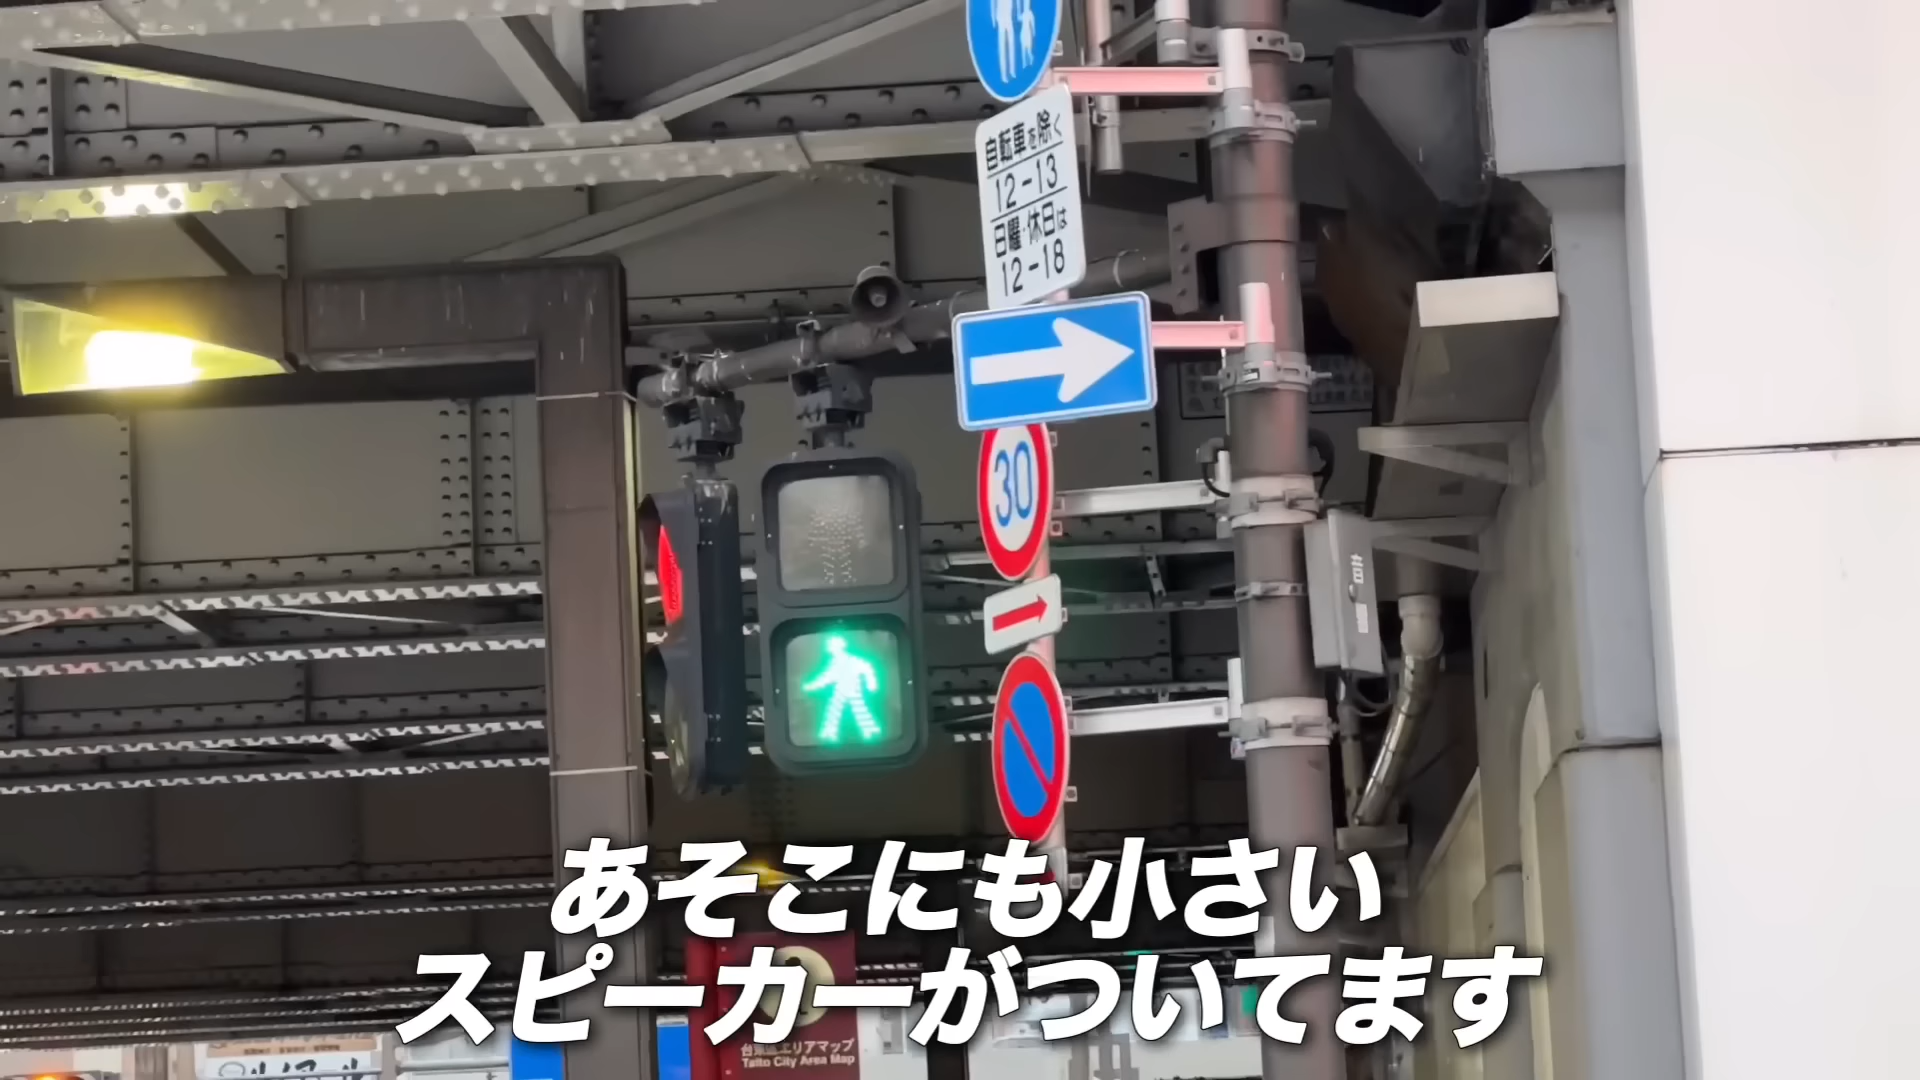 自転車を除く
12-13
日曜・休日は
12-18
30
あそこにも小さい
スピーカーがついてます
台東区エリアマップ
Taito City Area Map